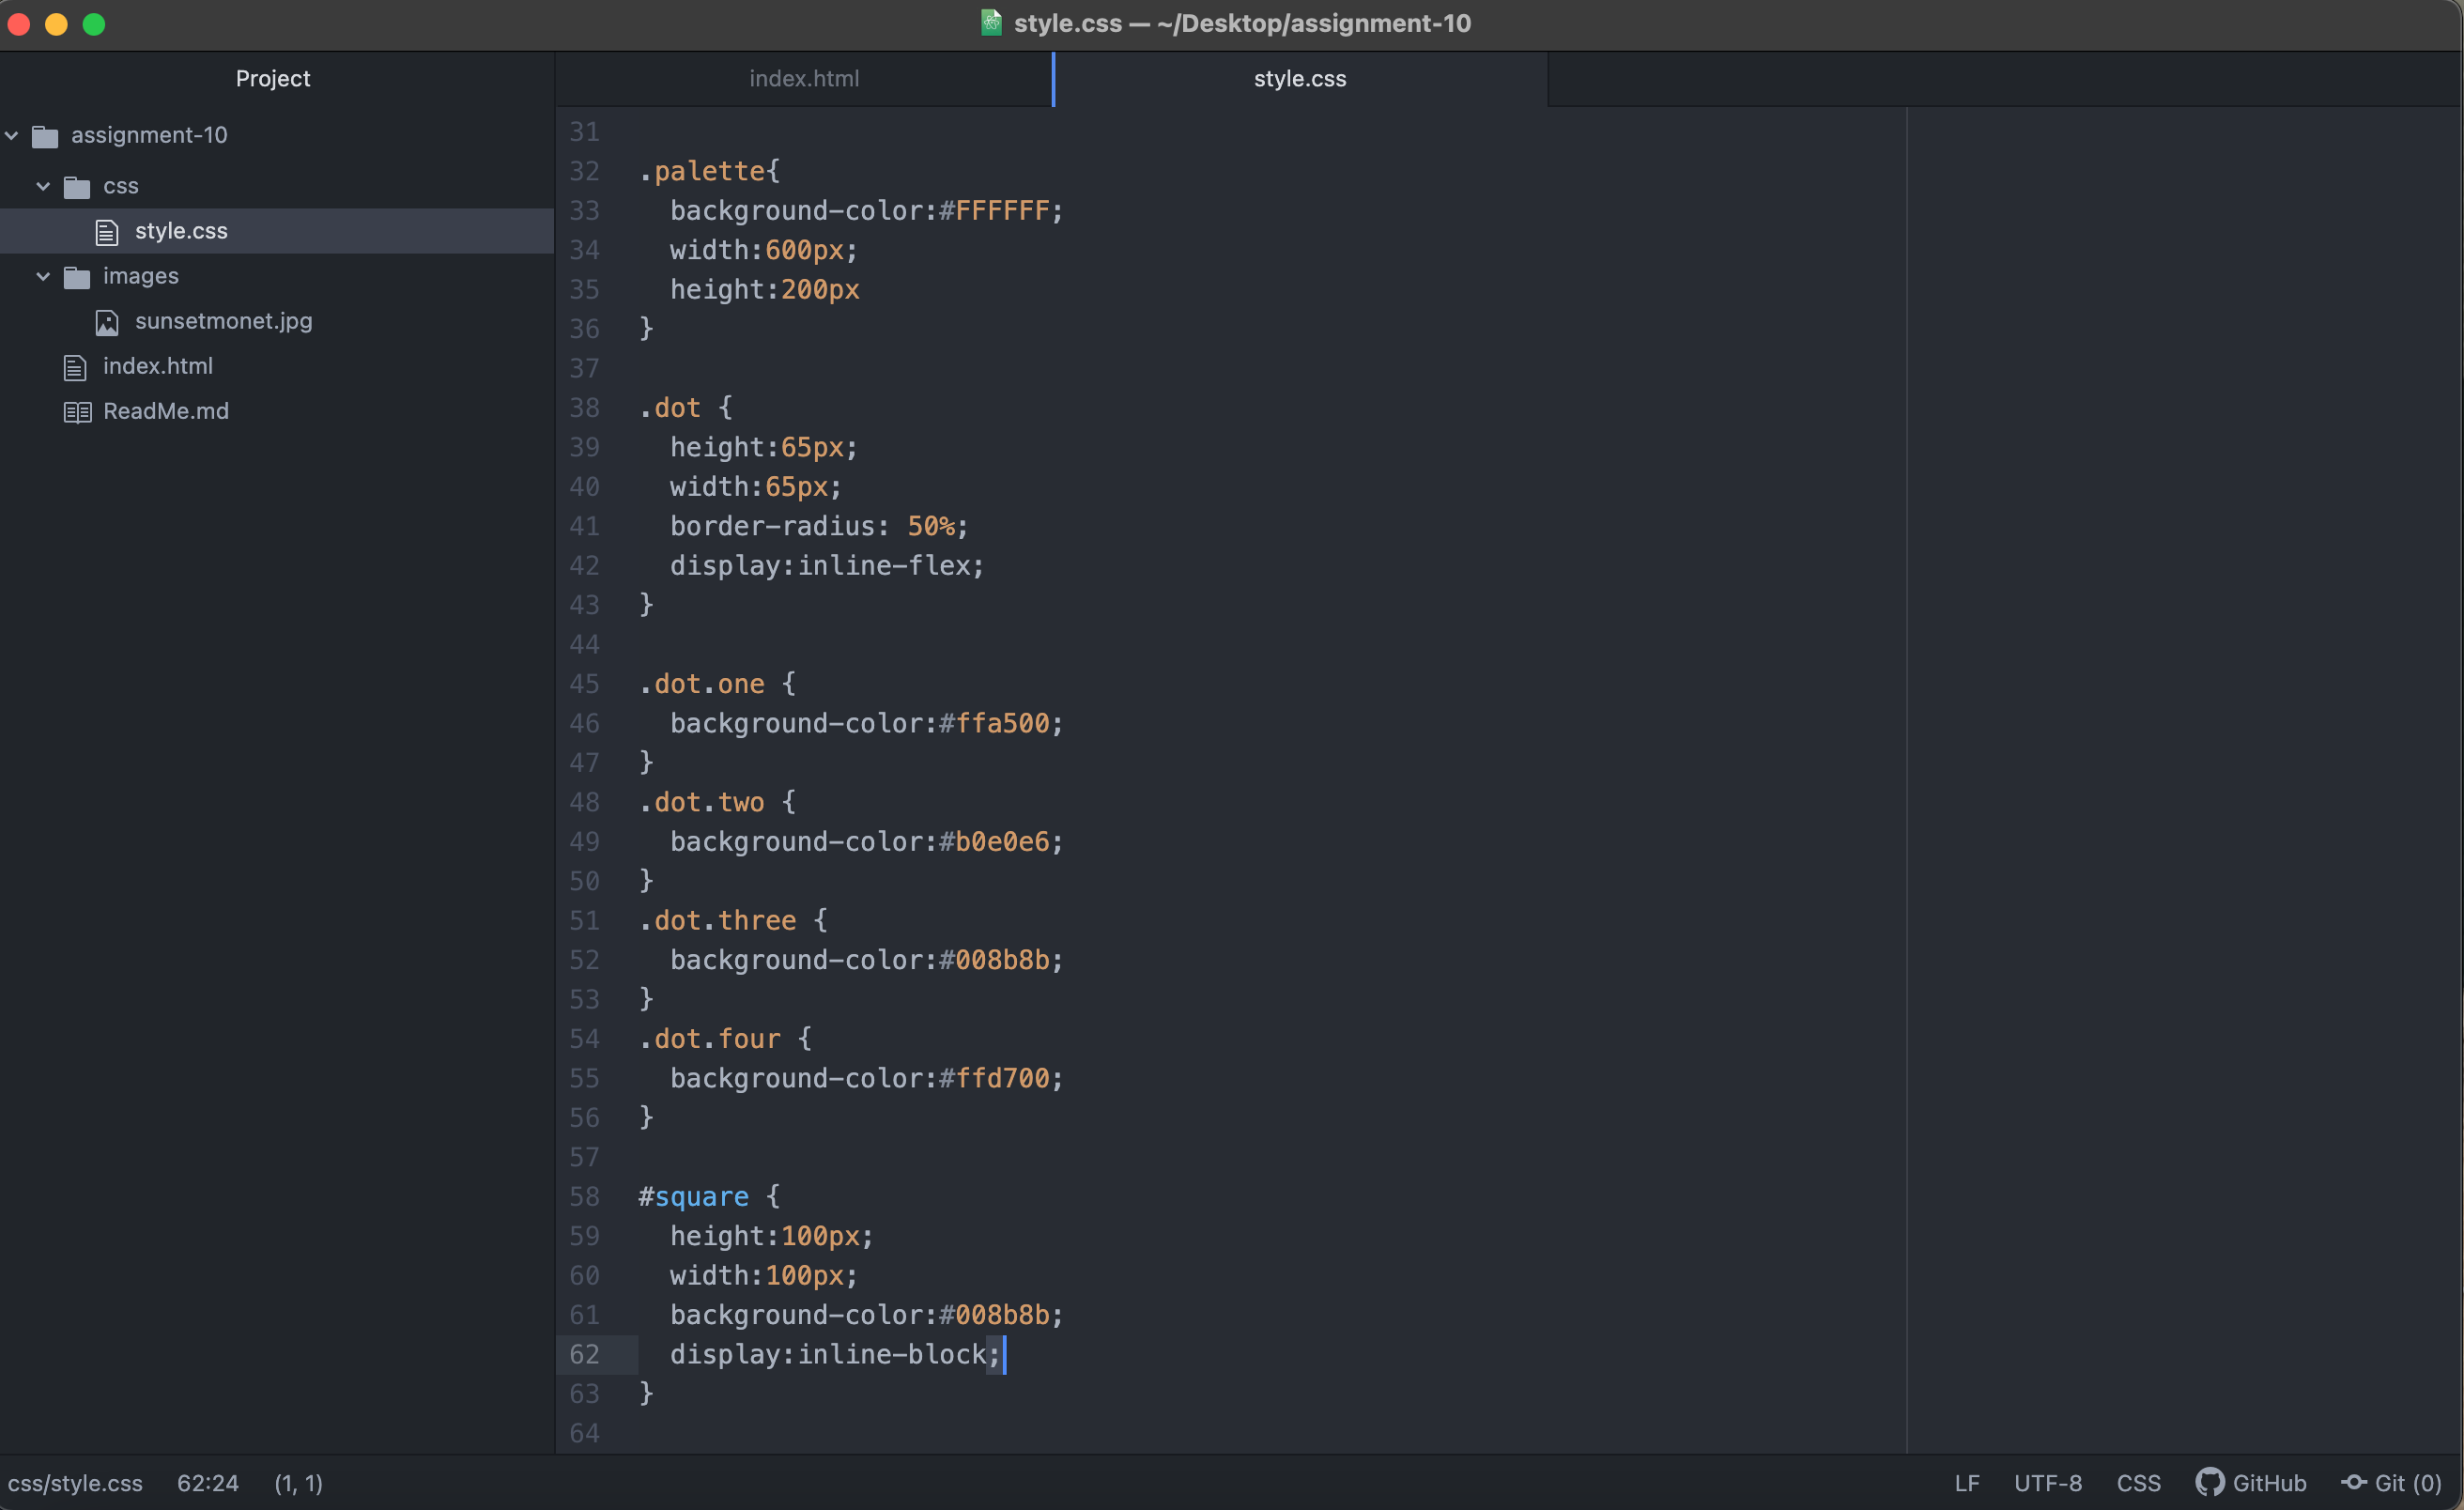 style.css — ~/Desktop/assignment-10
Project
assignment-10
css
style.css
images
sunsetmonet.jpg
index.html
ReadMe.md
index.html
style.css
31
32 .palette{
33 background-color:#FFFFFF;
34 width:600px;
35 height:200px
36 }
37
38 .dot {
39 height:65px;
40 width:65px;
41 border-radius: 50%;
42 display:inline-flex;
43 }
44
45 .dot.one {
46 background-color:#ffa500;
47 }
48 .dot.two {
49 background-color:#b0e0e6;
50 }
51 .dot.three {
52 background-color:#008b8b;
53 }
54 .dot.four {
55 background-color:#ffd700;
56 }
57
58 #square {
59 height:100px;
60 width:100px;
61 background-color:#008b8b;
62 display:inline-block;
63 }
64
css/style.css 62:24 (1, 1) LF UTF-8 CSS GitHub Git (0)